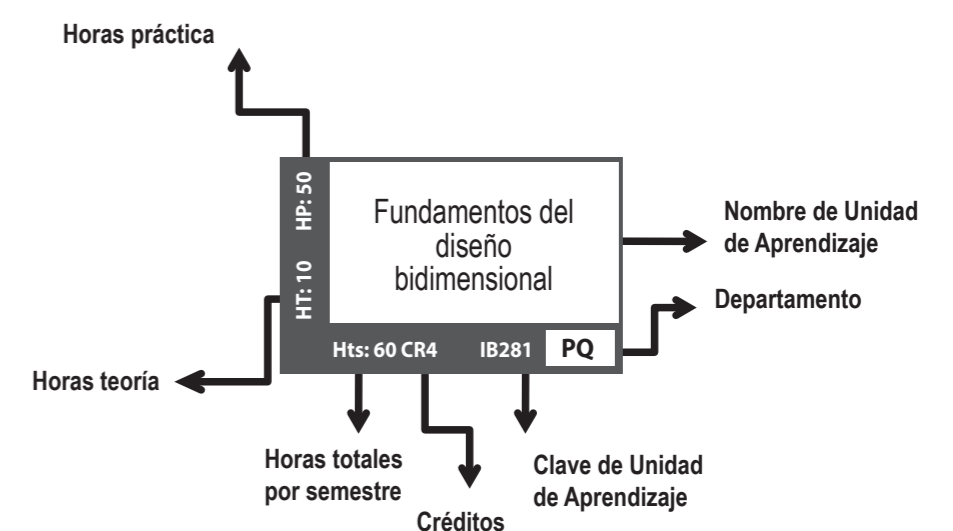 Horas práctica
HP: 50
HT: 10
Fundamentos del
diseño
bidimensional
Hts: 60 CR4 IB281 PQ
Nombre de Unidad
de Aprendizaje
Departamento
Horas teoría
Horas totales
por semestre
Créditos
Clave de Unidad
de Aprendizaje